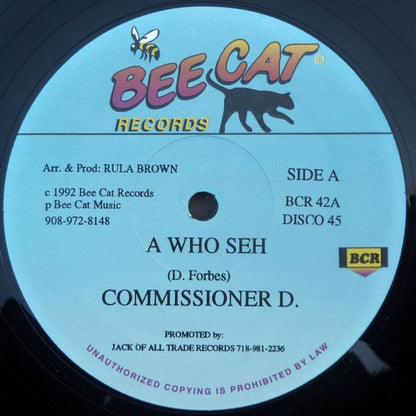 BEE CAT ®
RECORDS
Arr. & Prod: RULA BROWN
SIDE A
c 1992 Bee Cat Records
BCR 42A
p Bee Cat Music
DISCO 45
908-972-8148
BCR
A WHO SEH
(D. Forbes)
COMMISSIONER D.
PROMOTED by:
JACK OF ALL TRADE RECORDS 718-981-2236
UNAUTHORIZED COPYING IS PROHIBITED BY LAW